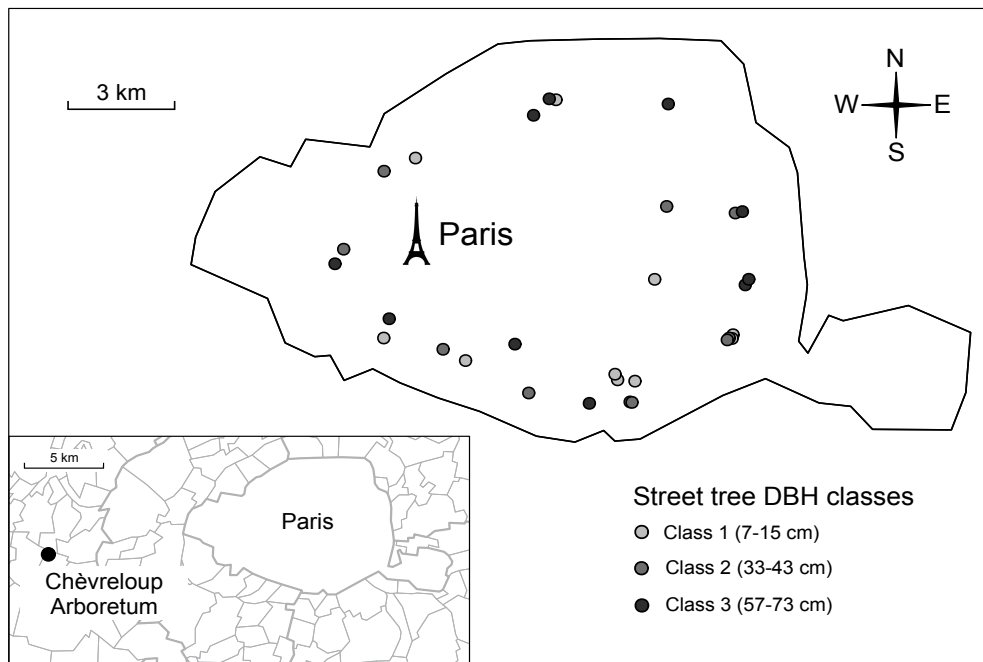 3 km
N
W E
S
Paris
5 km
Paris
Chèvreloup
Arboretum
Street tree DBH classes
Class 1 (7-15 cm)
Class 2 (33-43 cm)
Class 3 (57-73 cm)